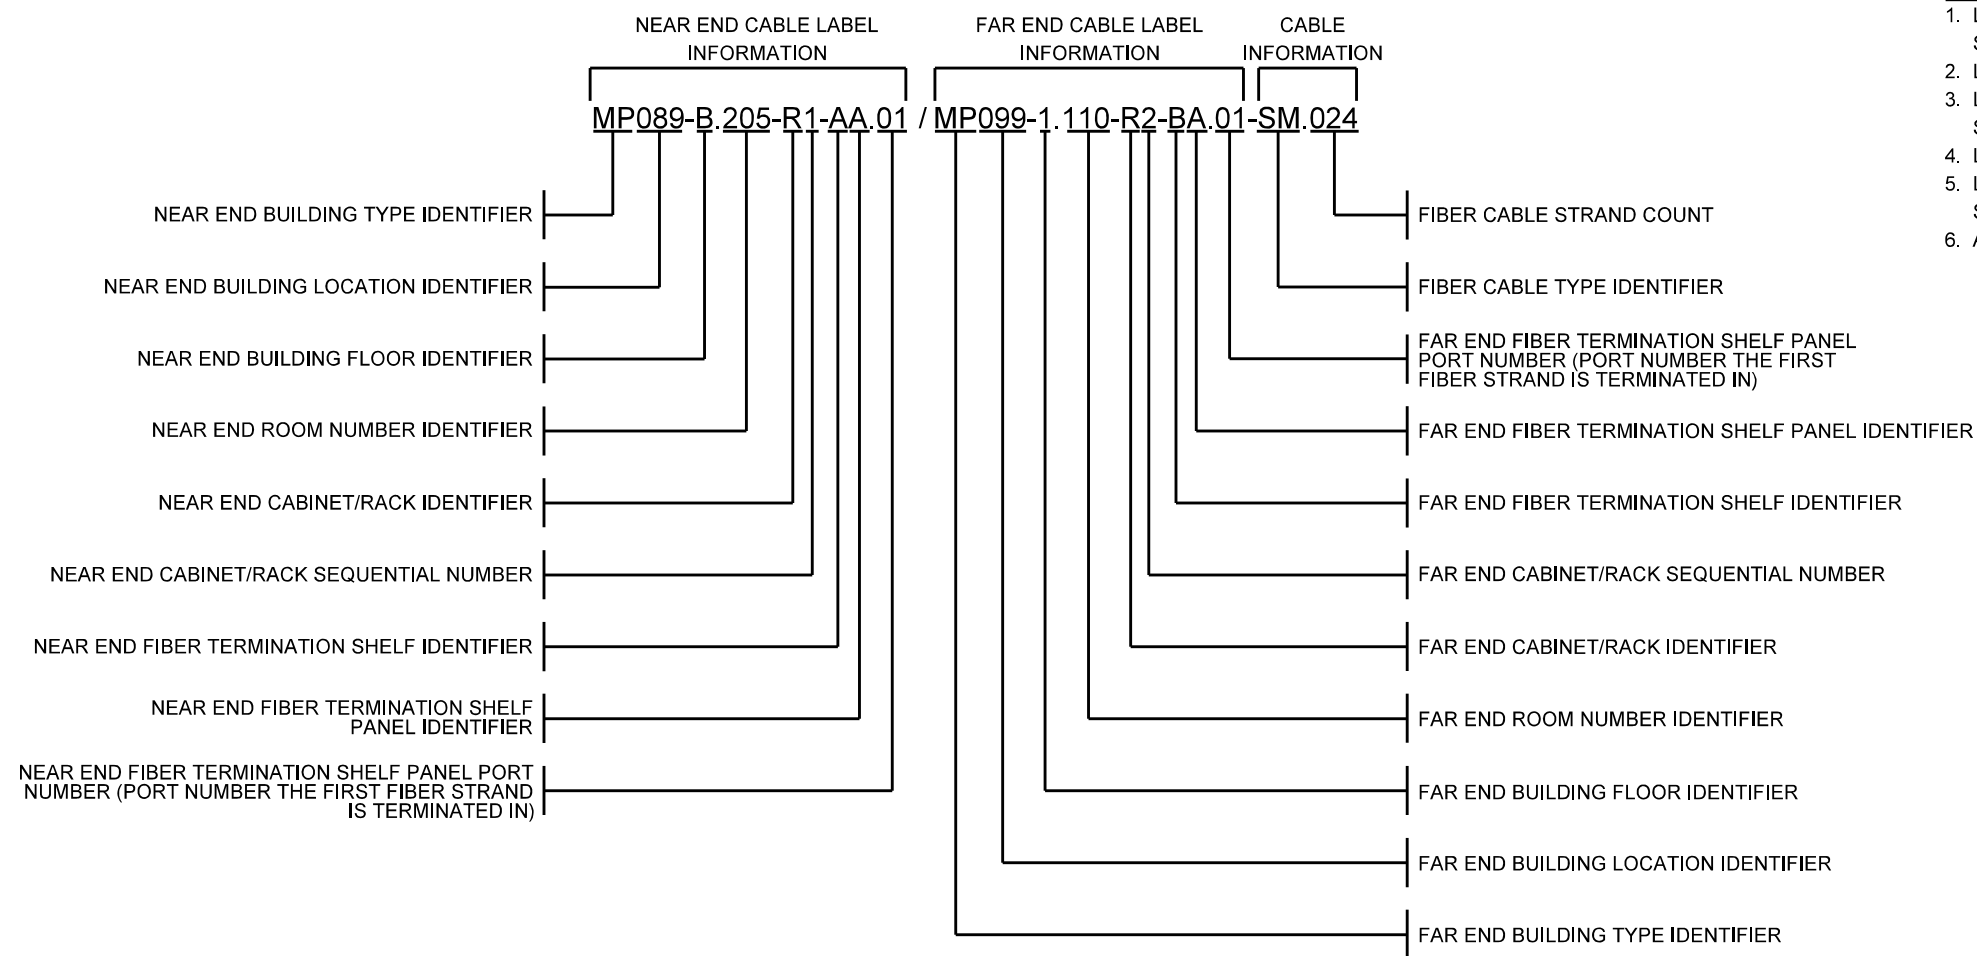 NEAR END CABLE LABEL
INFORMATION
FAR END CABLE LABEL
INFORMATION
CABLE
INFORMATION
MP089-B.205-R1-AA.01 / MP099-1.110-R2-BA.01-SM.024
NEAR END BUILDING TYPE IDENTIFIER
NEAR END BUILDING LOCATION IDENTIFIER
NEAR END BUILDING FLOOR IDENTIFIER
NEAR END ROOM NUMBER IDENTIFIER
NEAR END CABINET/RACK IDENTIFIER
NEAR END CABINET/RACK SEQUENTIAL NUMBER
NEAR END FIBER TERMINATION SHELF IDENTIFIER
NEAR END FIBER TERMINATION SHELF
PANEL IDENTIFIER
NEAR END FIBER TERMINATION SHELF PANEL PORT
NUMBER (PORT NUMBER THE FIRST FIBER STRAND
IS TERMINATED IN)
FIBER CABLE STRAND COUNT
FIBER CABLE TYPE IDENTIFIER
FAR END FIBER TERMINATION SHELF PANEL
PORT NUMBER (PORT NUMBER THE FIRST
FIBER STRAND IS TERMINATED IN)
FAR END FIBER TERMINATION SHELF PANEL IDENTIFIER
FAR END FIBER TERMINATION SHELF IDENTIFIER
FAR END CABINET/RACK SEQUENTIAL NUMBER
FAR END CABINET/RACK IDENTIFIER
FAR END ROOM NUMBER IDENTIFIER
FAR END BUILDING FLOOR IDENTIFIER
FAR END BUILDING LOCATION IDENTIFIER
FAR END BUILDING TYPE IDENTIFIER
1.
2.
3.
4.
5.
6.